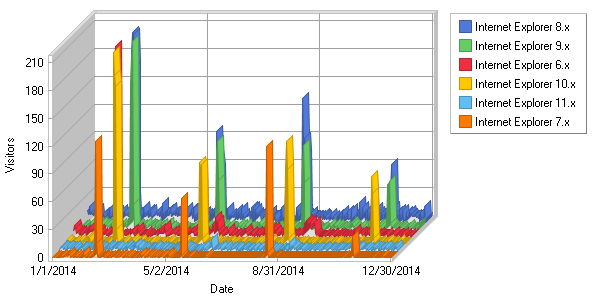 Internet Explorer 8.x
Internet Explorer 9.x
Internet Explorer 6.x
Internet Explorer 10.x
Internet Explorer 11.x
Internet Explorer 7.x
Visitors
210
180
150
120
90
60
30
0
1/1/2014 5/2/2014 8/31/2014 12/30/2014
Date